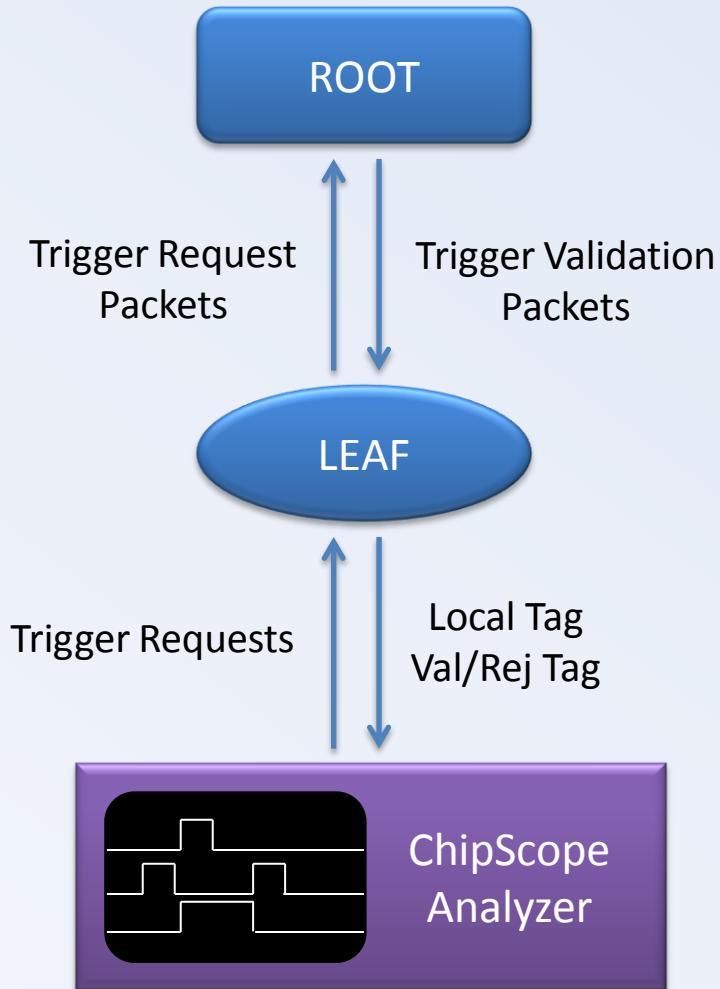 ROOT
Trigger Request
Packets
Trigger Validation
Packets
LEAF
Trigger Requests
Local Tag
Val/Rej Tag
ChipScope
Analyzer